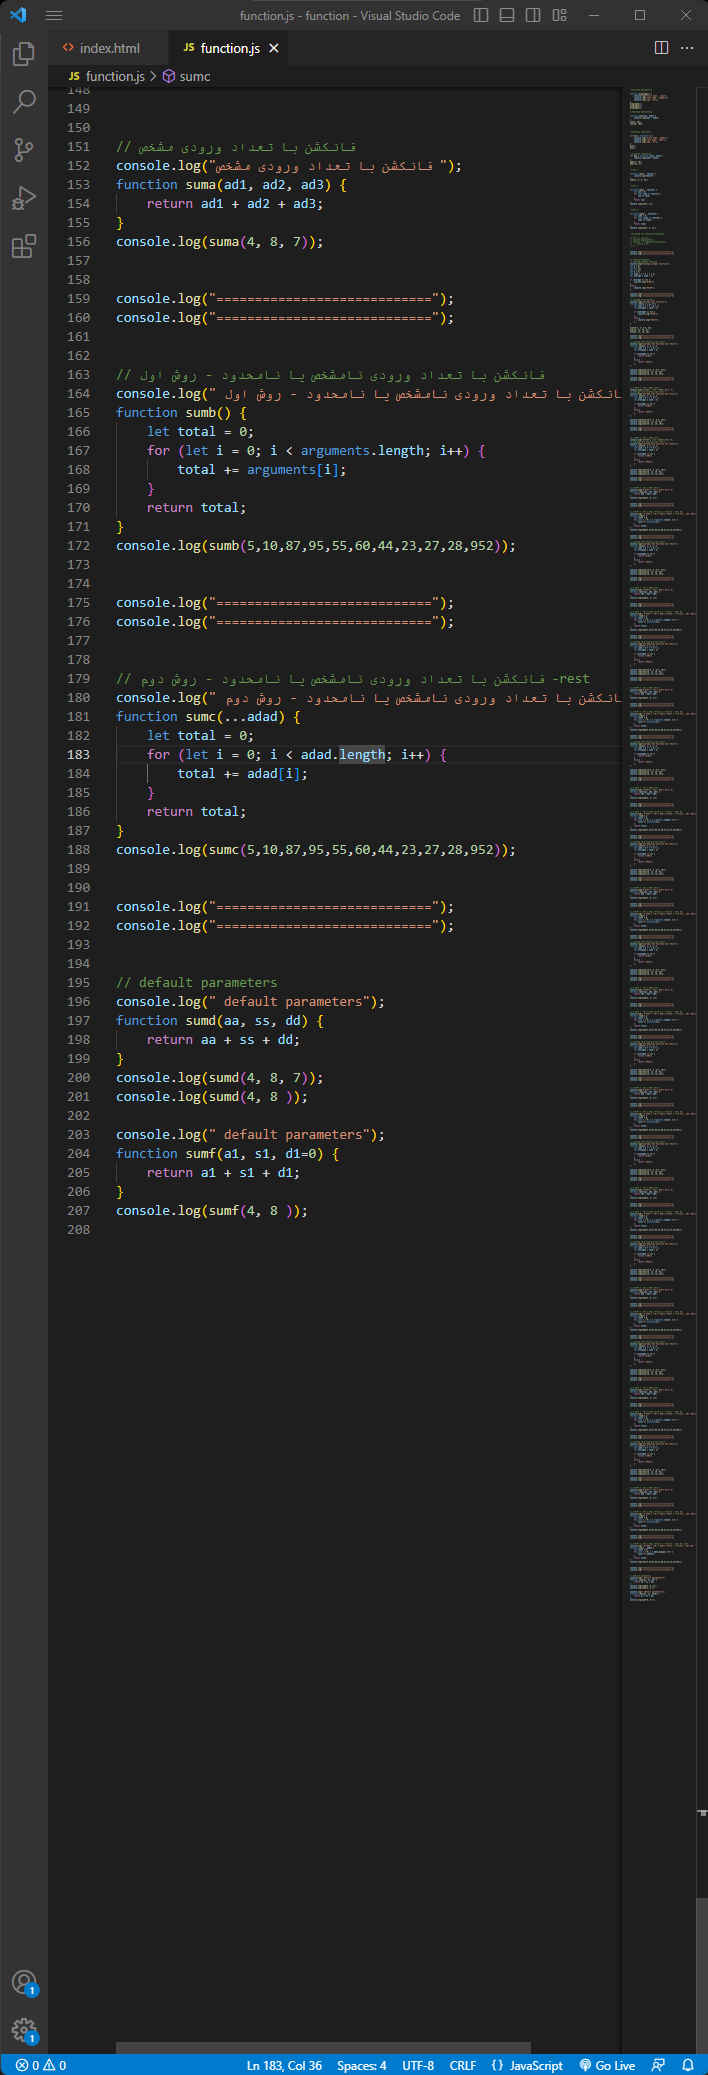 function.js - function - Visual Studio Code
index.html
JS function.js
JS function.js > sumc
148
149
150
151 // فانکشن با تعداد ورودی مشخص
152 console.log("فانکشن با تعداد ورودی مشخص ");
153 function suma(ad1, ad2, ad3) {
154 return ad1 + ad2 + ad3;
155 }
156 console.log(suma(4, 8, 7));
157
158
159 console.log("============================");
160 console.log("============================");
161
162
163 // فانکشن با تعداد ورودی نامشخص یا نامحدود - روش اول
164 console.log(" فانکشن با تعداد ورودی نامشخص یا نامحدود - روش اول
165 function sumb() {
166 let total = 0;
167 for (let i = 0; i < arguments.length; i++) {
168 total += arguments[i];
169 }
170 return total;
171 }
172 console.log(sumb(5,10,87,95,55,60,44,23,27,28,952));
173
174
175 console.log("============================");
176 console.log("============================");
177
178
179 // فانکشن با تعداد ورودی نامشخص یا نامحدود - روش دوم -rest
180 console.log(" فانکشن با تعداد ورودی نامشخص یا نامحدود - روش دوم
181 function sumc(...adad) {
182 let total = 0;
183 for (let i = 0; i < adad.length; i++) {
184 total += adad[i];
185 }
186 return total;
187 }
188 console.log(sumc(5,10,87,95,55,60,44,23,27,28,952));
189
190
191 console.log("============================");
192 console.log("============================");
193
194
195 // default parameters
196 console.log(" default parameters");
197 function sumd(aa, ss, dd) {
198 return aa + ss + dd;
199 }
200 console.log(sumd(4, 8, 7));
201 console.log(sumd(4, 8 ));
202
203 console.log(" default parameters");
204 function sumf(a1, s1, d1=0) {
205 return a1 + s1 + d1;
206 }
207 console.log(sumf(4, 8 ));
208
1
1
0 0 Ln 183, Col 36 Spaces: 4 UTF-8 CRLF {} JavaScript Go Live